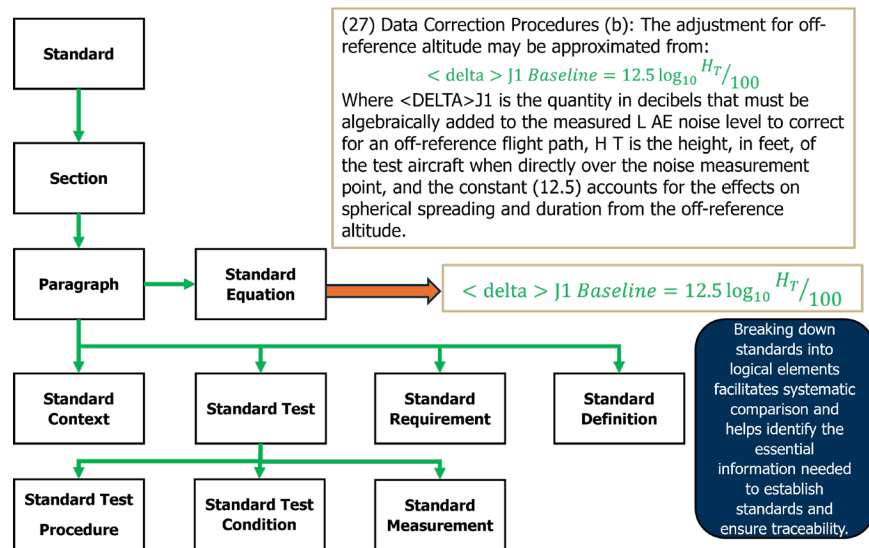 Standard
Section
Paragraph
Standard
Equation
(27) Data Correction Procedures (b): The adjustment for off-
reference altitude may be approximated from:
< delta > J1 Baseline = 12.5 log₁₀ Hᴛ/100
Where <DELTA>J1 is the quantity in decibels that must be
algebraically added to the measured L AE noise level to correct
for an off-reference flight path, H T is the height, in feet, of
the test aircraft when directly over the noise measurement
point, and the constant (12.5) accounts for the effects on
spherical spreading and duration from the off-reference
altitude.
< delta > J1 Baseline = 12.5 log₁₀ Hᴛ/100
Standard
Context
Standard Test
Standard
Requirement
Standard
Definition
Standard Test
Procedure
Standard Test
Condition
Standard
Measurement
Breaking down
standards into
logical elements
facilitates systematic
comparison and
helps identify the
essential
information needed
to establish
standards and
ensure traceability.